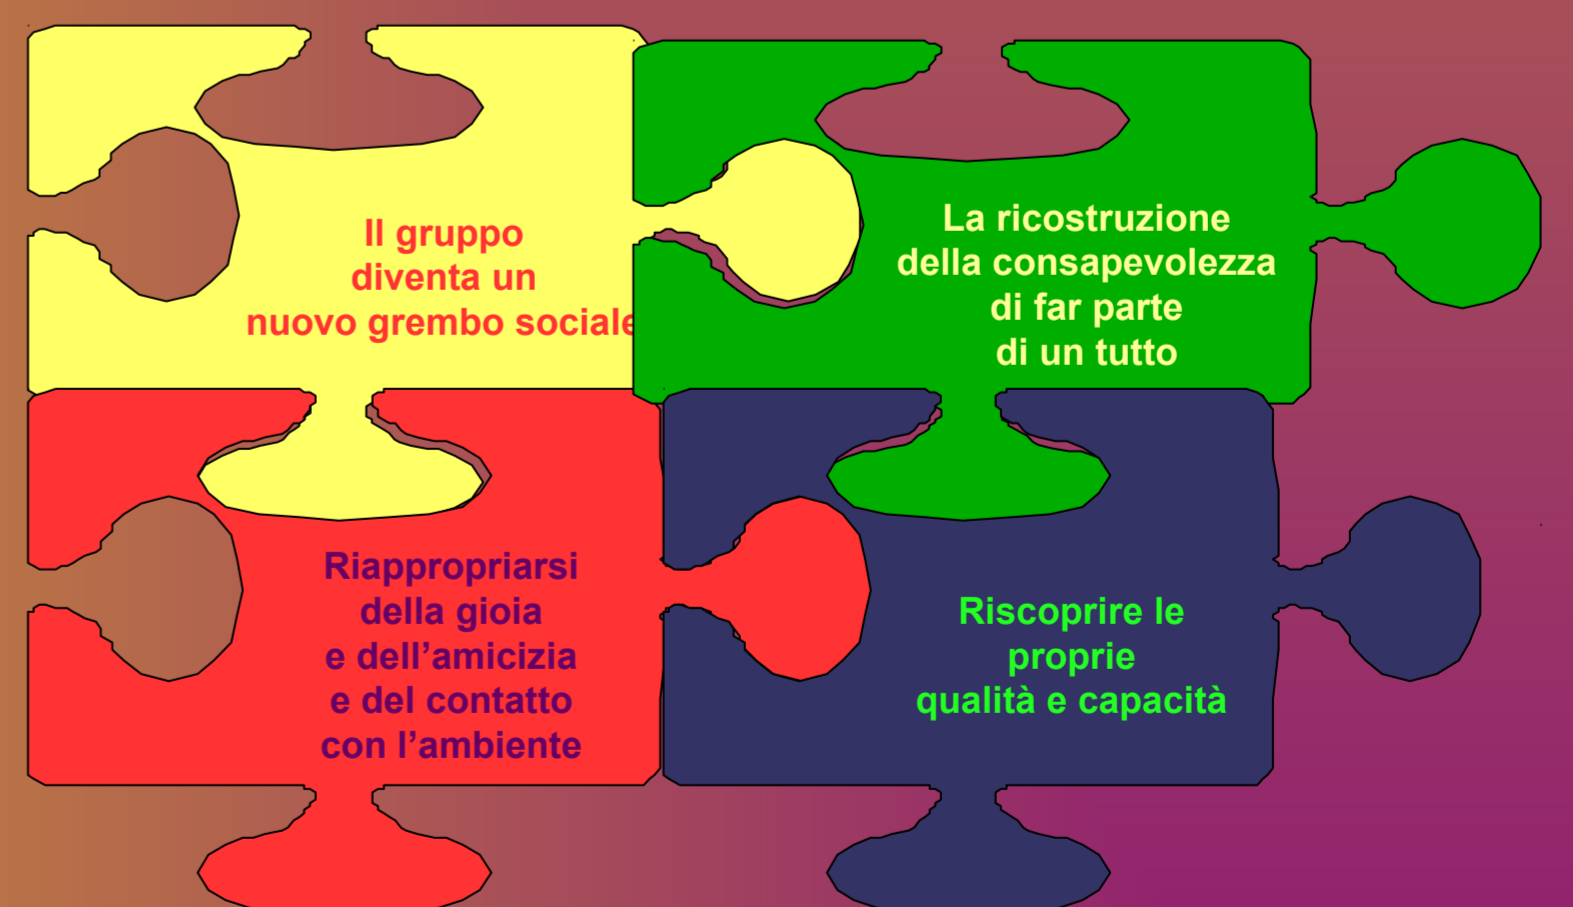 Il gruppo
diventa un
nuovo grembo sociale
La ricostruzione
della consapevolezza
di far parte
di un tutto
Riappropriarsi
della gioia
e dell’amicizia
e del contatto
con l’ambiente
Riscoprire le
proprie
qualità e capacità